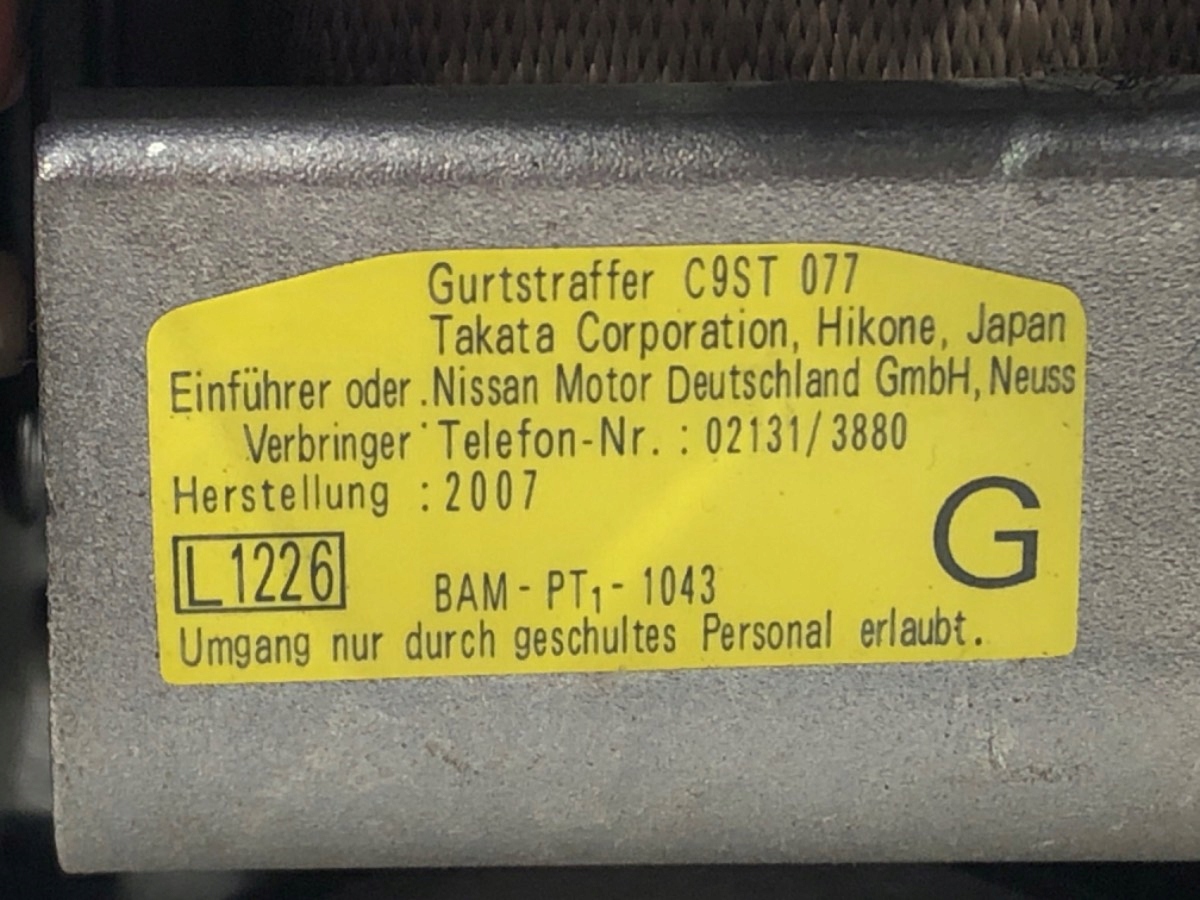 Gurtstraffer C9ST 077
Takata Corporation, Hikone, Japan
Einführer oder . Nissan Motor Deutschland GmbH, Neuss
Verbringer ˙ Telefon-Nr. : 02131/3880
Herstellung : 2007
G
L1226
BAM - PT₁ - 1043
Umgang nur durch geschultes Personal erlaubt.